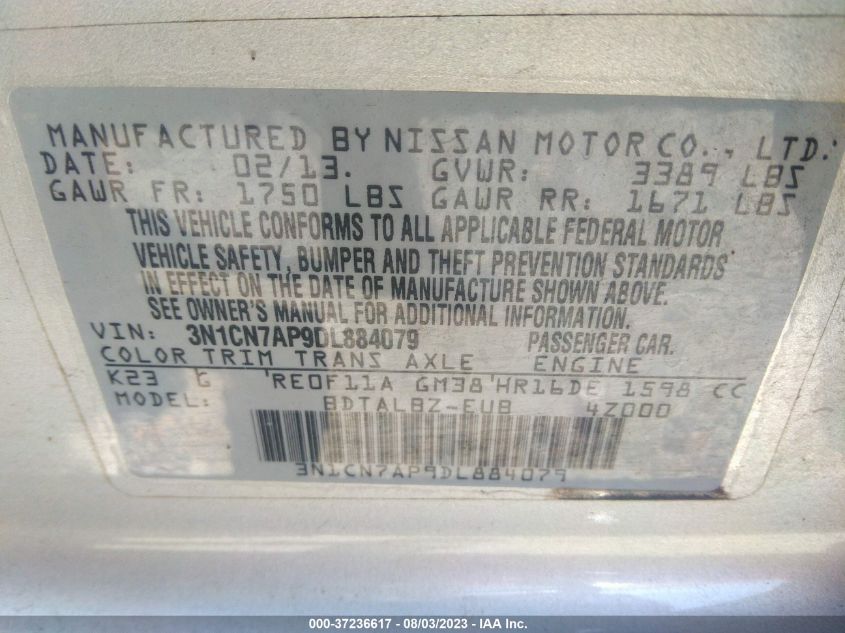 MANUFACTURED BY NISSAN MOTOR CO., LTD.
DATE: 02/13. GVWR: 3389 LBS
GAWR FR: 1750 LBS GAWR RR: 1671 LBS
THIS VEHICLE CONFORMS TO ALL APPLICABLE FEDERAL MOTOR
VEHICLE SAFETY, BUMPER AND THEFT PREVENTION STANDARDS
IN EFFECT ON THE DATE OF MANUFACTURE SHOWN ABOVE.
SEE OWNER'S MANUAL FOR ADDITIONAL INFORMATION.
VIN: 3N1CN7AP9DL884079 PASSENGER CAR.
COLOR TRIM TRANS AXLE ENGINE
K23 G 'RE0F11A GM38'HR16DE 1598 CC
MODEL: BDTALBZ-EUB 4Z000
3N1CN7AP9DL884079
000-37236617 - 08/03/2023 - IAA Inc.